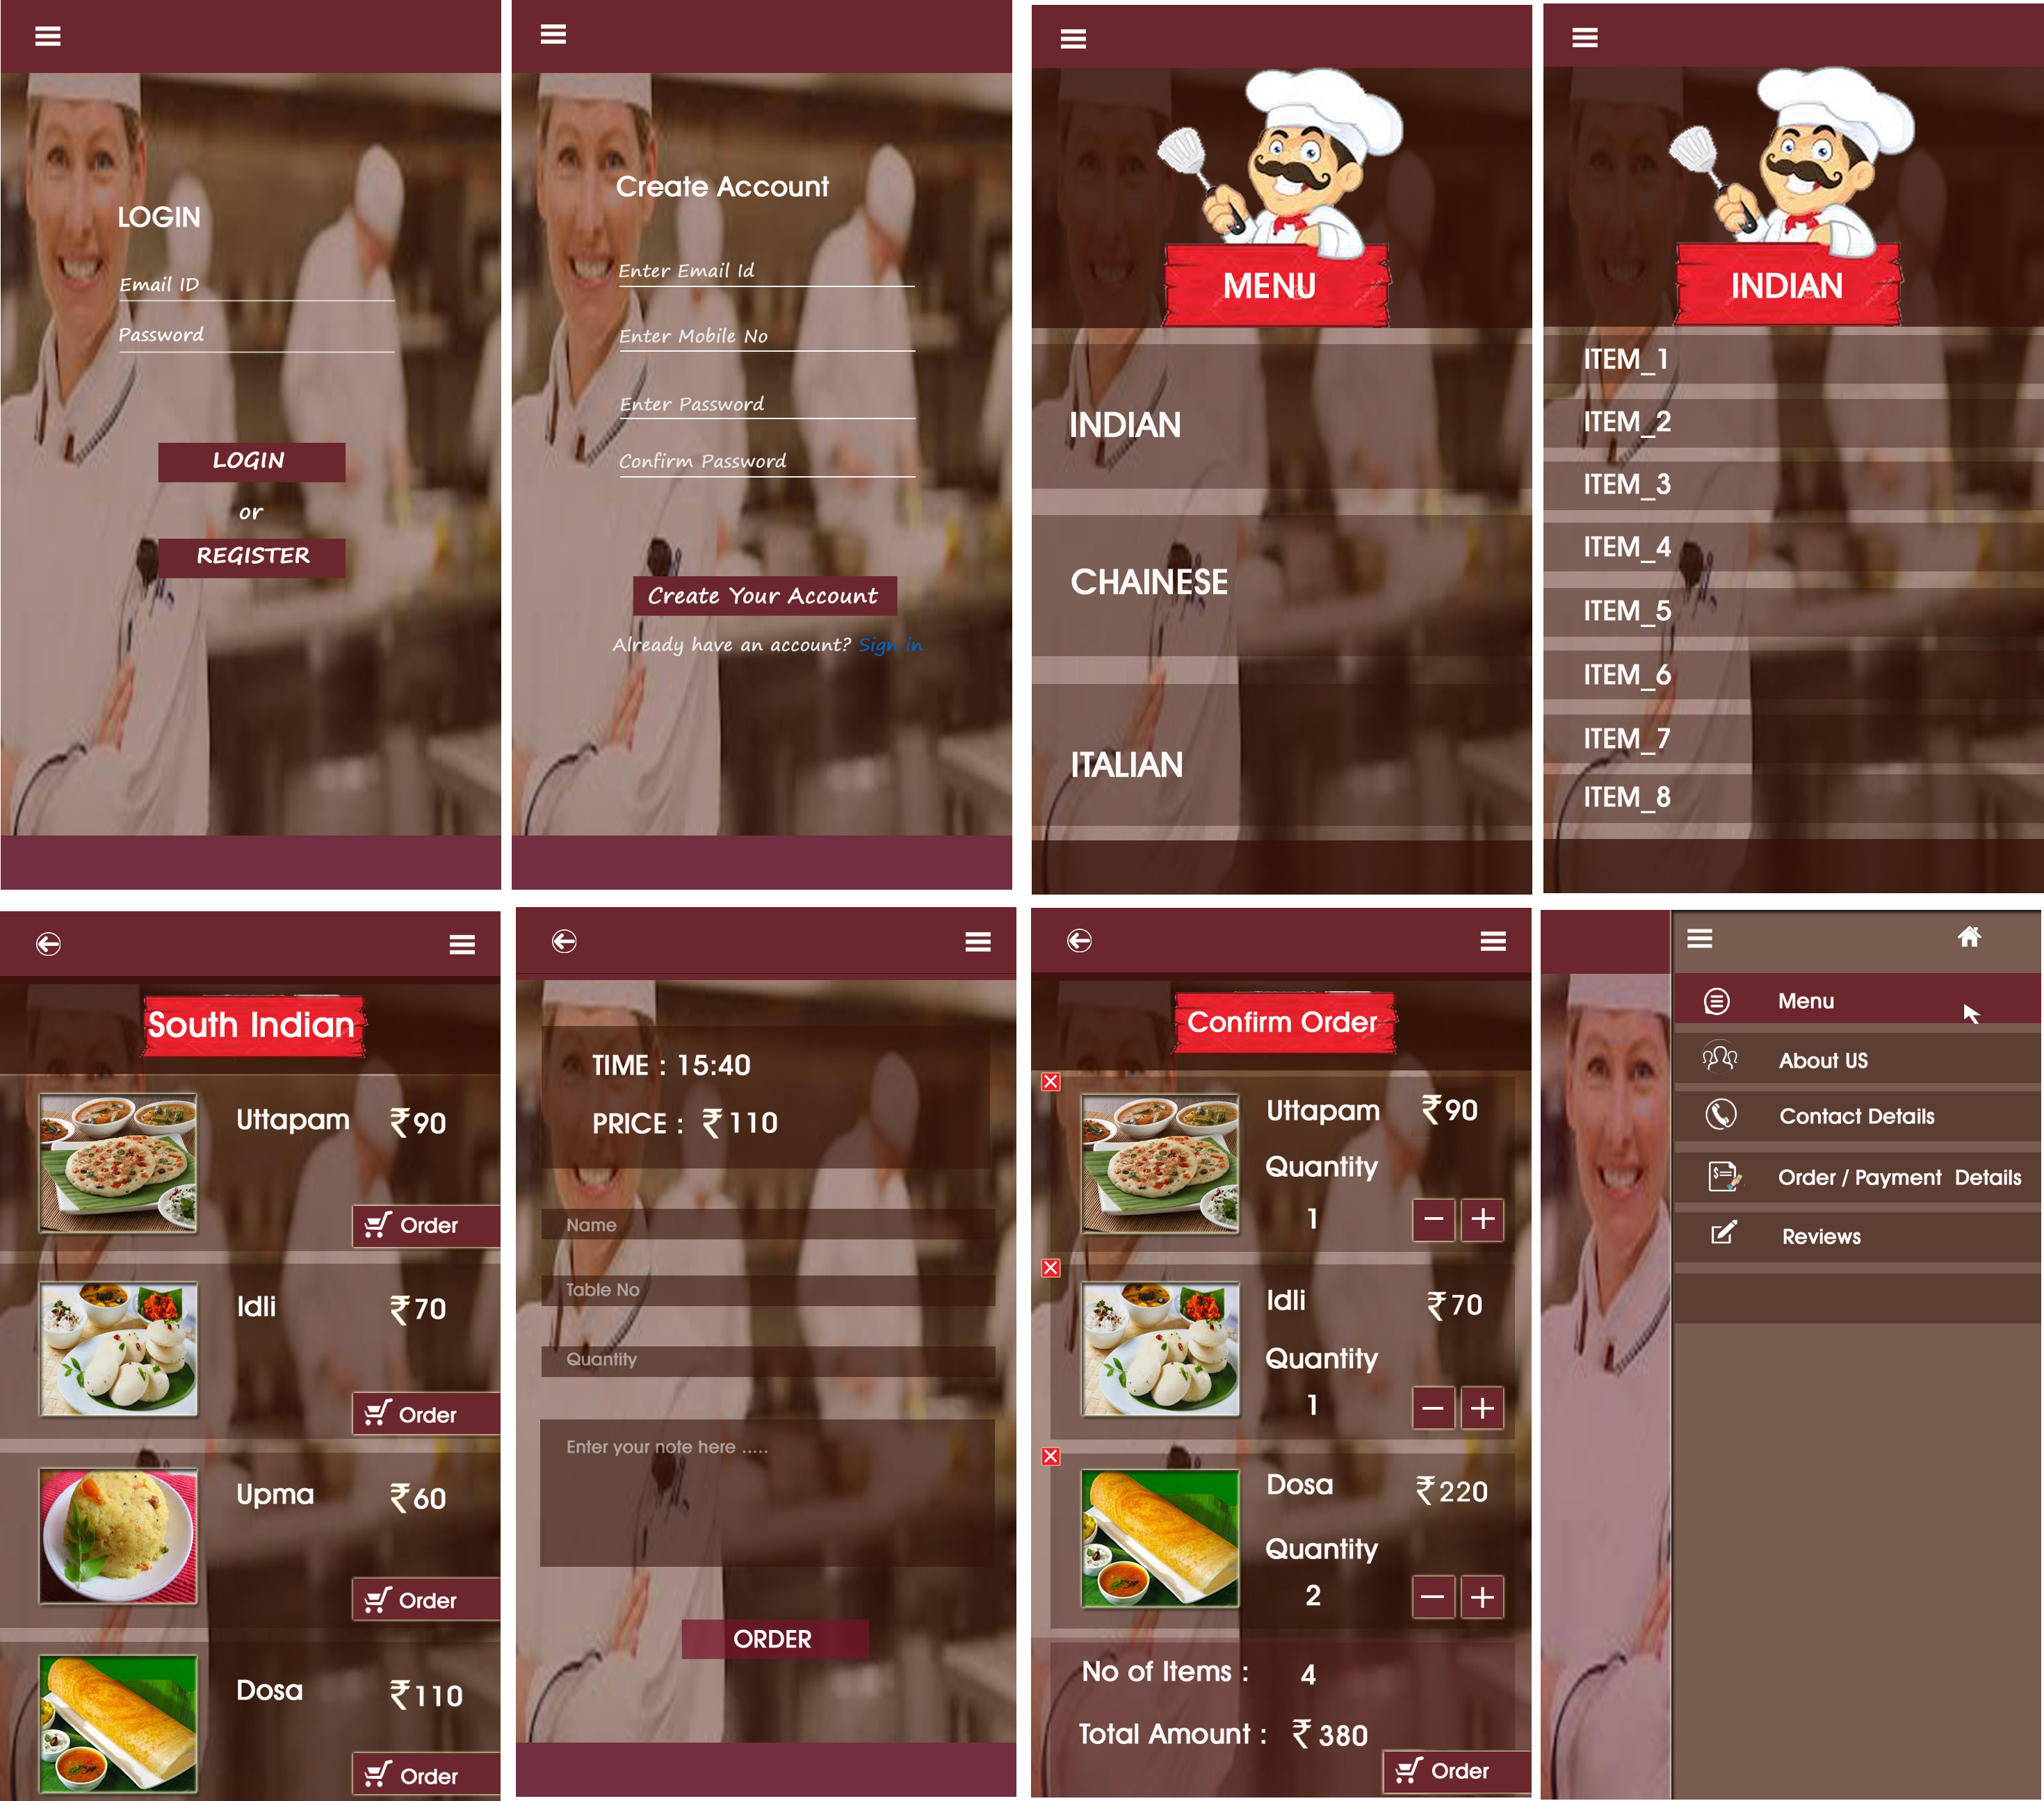 LOGIN
Email ID
Password
LOGIN
or
REGISTER
Create Account
Enter Email Id
Enter Mobile No
Enter Password
Confirm Password
Create Your Account
Already have an account? Sign in
MENU
INDIAN
CHAINESE
ITALIAN
INDIAN
ITEM_1
ITEM_2
ITEM_3
ITEM_4
ITEM_5
ITEM_6
ITEM_7
ITEM_8
South Indian
Uttapam ₹90
Order
Idli ₹70
Order
Upma ₹60
Order
Dosa ₹110
Order
TIME : 15:40
PRICE : ₹110
Name
Table No
Quantity
Enter your note here .....
ORDER
Confirm Order
Uttapam ₹90
Quantity
1 − +
Idli ₹70
Quantity
1 − +
Dosa ₹220
Quantity
2 − +
No of Items : 4
Total Amount : ₹ 380
Order
Menu
About US
Contact Details
Order / Payment Details
Reviews